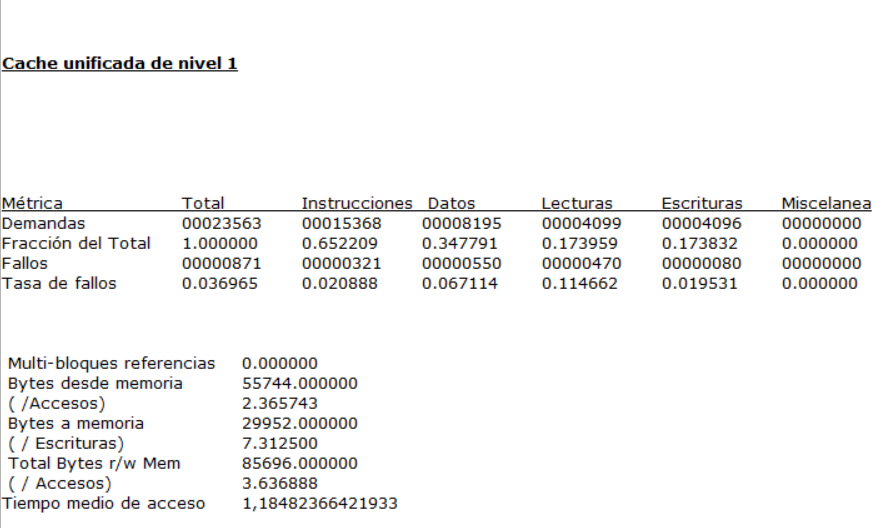 Cache unificada de nivel 1
Métrica Total Instrucciones Datos Lecturas Escrituras Miscelanea
Demandas 00023563 00015368 00008195 00004099 00004096 00000000
Fracción del Total 1.000000 0.652209 0.347791 0.173959 0.173832 0.000000
Fallos 00000871 00000321 00000550 00000470 00000080 00000000
Tasa de fallos 0.036965 0.020888 0.067114 0.114662 0.019531 0.000000
Multi-bloques referencias 0.000000
Bytes desde memoria 55744.000000
( /Accesos) 2.365743
Bytes a memoria 29952.000000
( / Escrituras) 7.312500
Total Bytes r/w Mem 85696.000000
( / Accesos) 3.636888
Tiempo medio de acceso 1,18482366421933